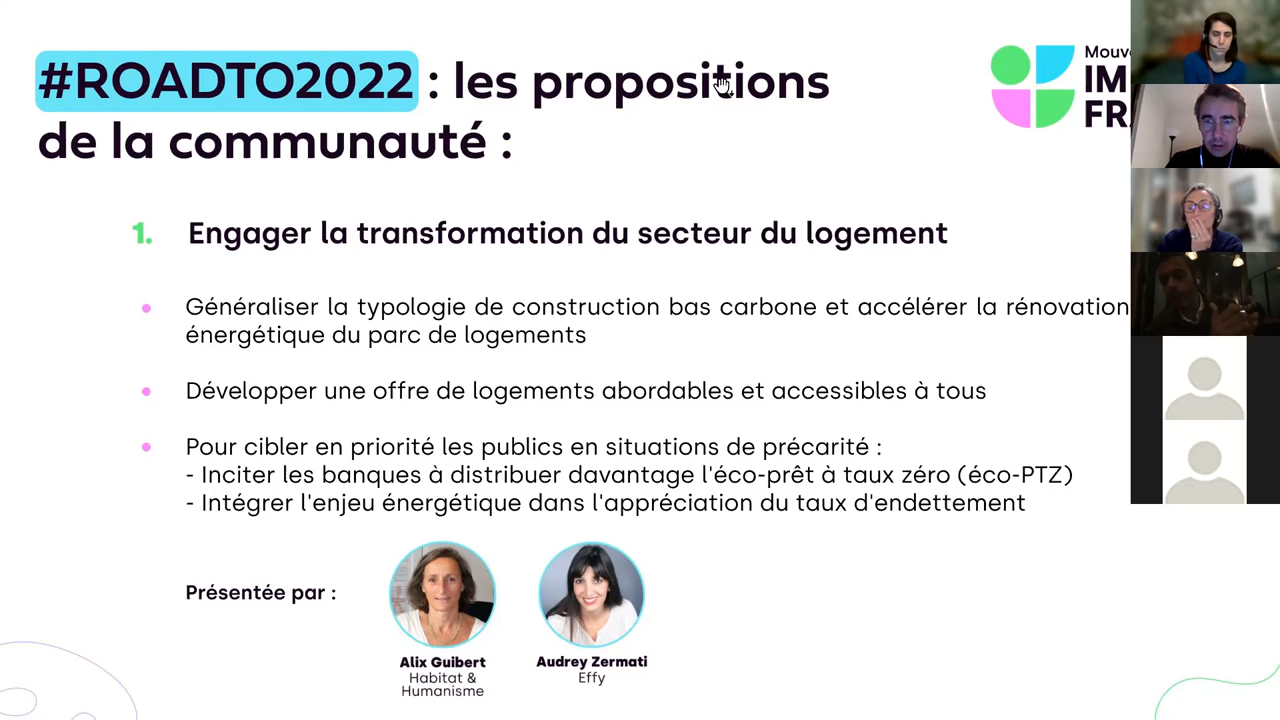 #ROADTO2022 : les propositions
de la communauté :
1. Engager la transformation du secteur du logement
Généraliser la typologie de construction bas carbone et accélérer la rénovation
énergétique du parc de logements
Développer une offre de logements abordables et accessibles à tous
Pour cibler en priorité les publics en situations de précarité :
- Inciter les banques à distribuer davantage l'éco-prêt à taux zéro (éco-PTZ)
- Intégrer l'enjeu énergétique dans l'appréciation du taux d'endettement
Présentée par :
Alix Guibert
Habitat &
Humanisme
Audrey Zermati
Effy